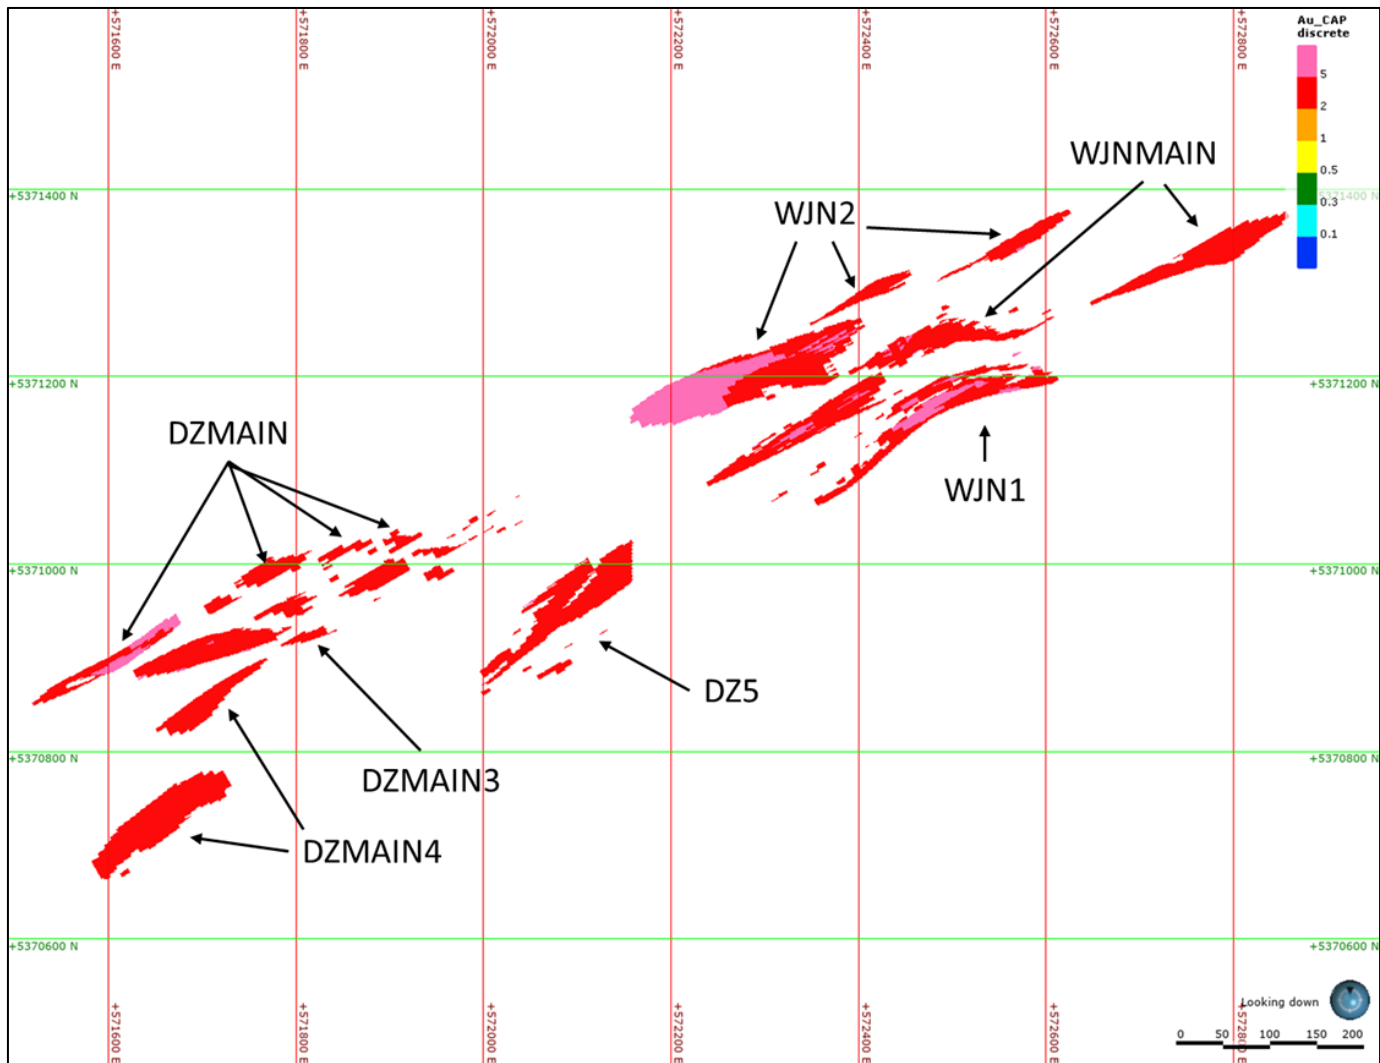 +571600 E
+571800 E
+572000 E
+572200 E
+572400 E
+572600 E
+572800 E
Au_CAP
discrete
5
2
1
0.5
0.3
0.1
WJNMAIN
+5371400 N
5371400 N
WJN2
+5371200 N
+5371200 N
DZMAIN
WJN1
+5371000 N
+5371000 N
DZ5
+5370800 N
+5370800 N
DZMAIN3
DZMAIN4
+5370600 N
+5370600 N
Looking down
+571600 E
+571800 E
+572000 E
+572200 E
+572400 E
+572600 E
+572800 E
0 50 100 150 200